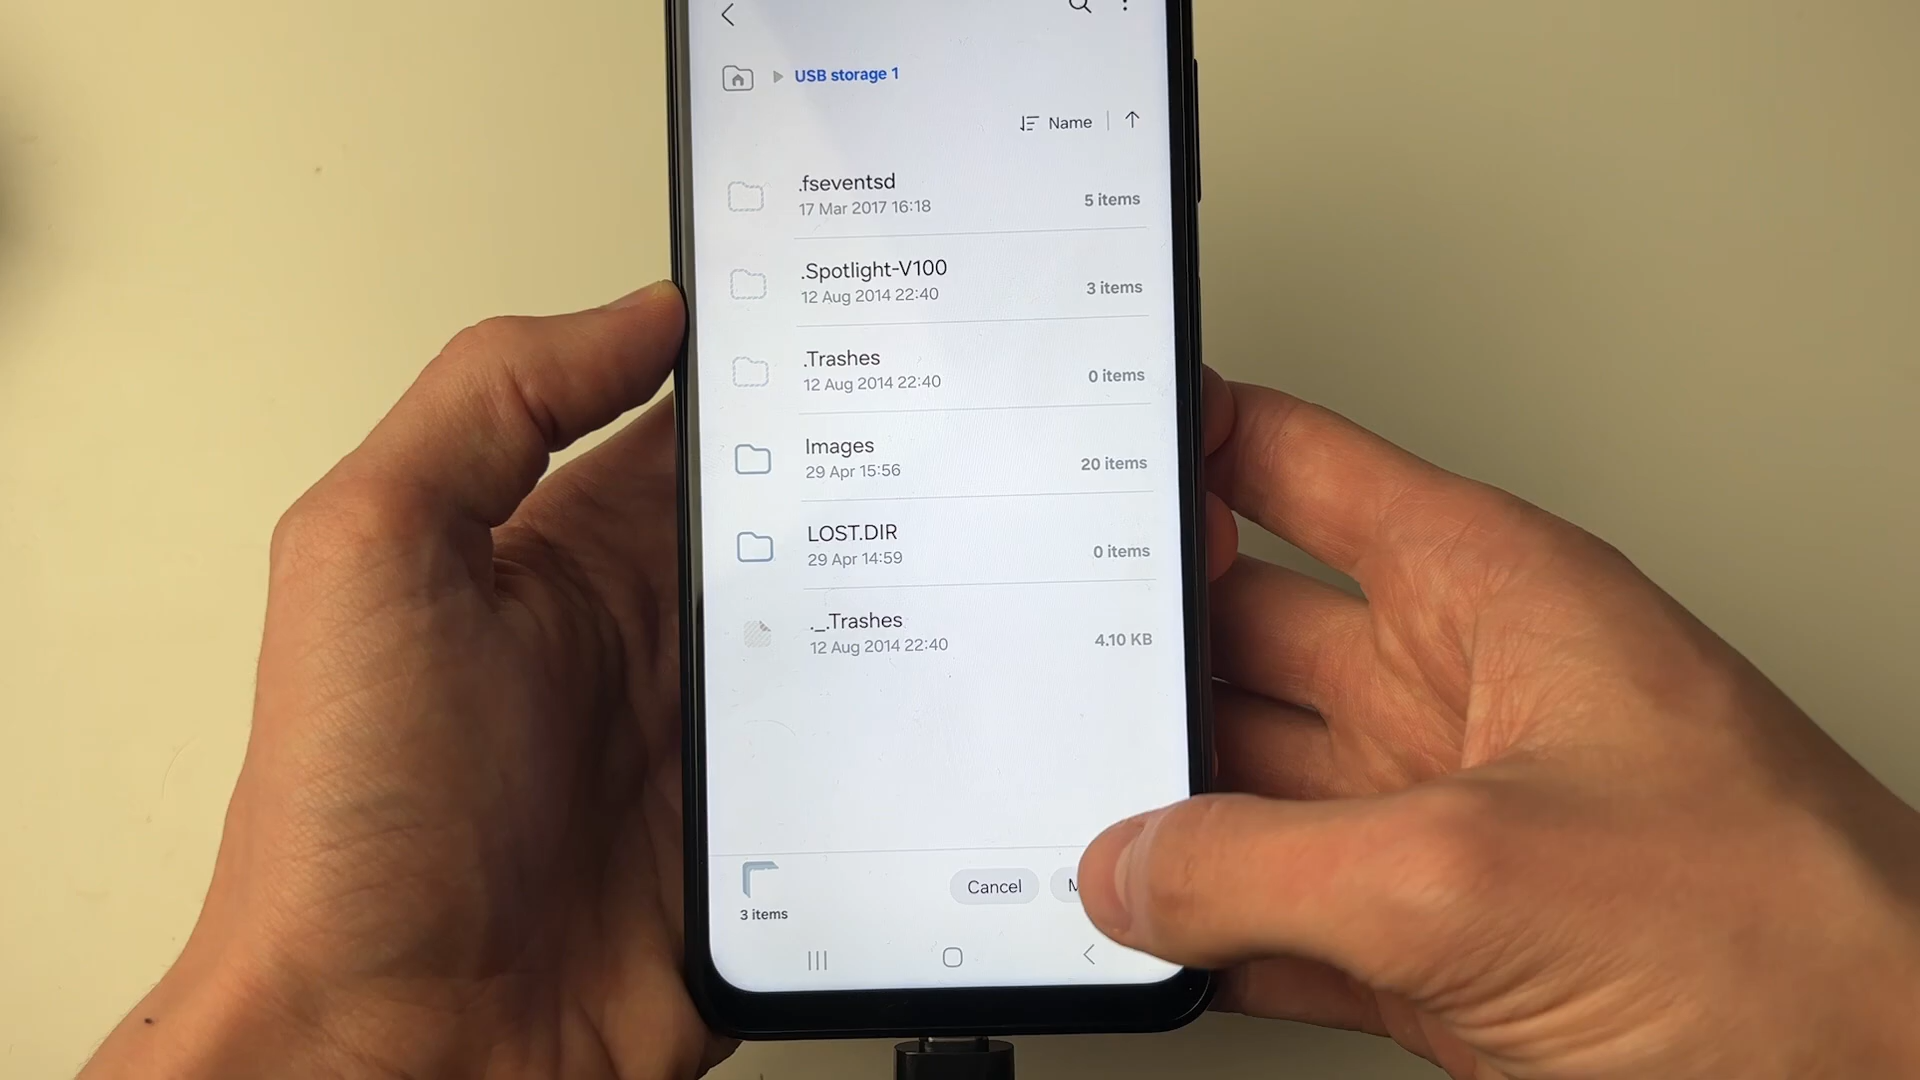 USB storage 1
Name
.fseventsd
17 Mar 2017 16:18
5 items
.Spotlight-V100
12 Aug 2014 22:40
3 items
.Trashes
12 Aug 2014 22:40
0 items
Images
29 Apr 15:56
20 items
LOST.DIR
29 Apr 14:59
0 items
._.Trashes
12 Aug 2014 22:40
4.10 KB
Cancel
3 items